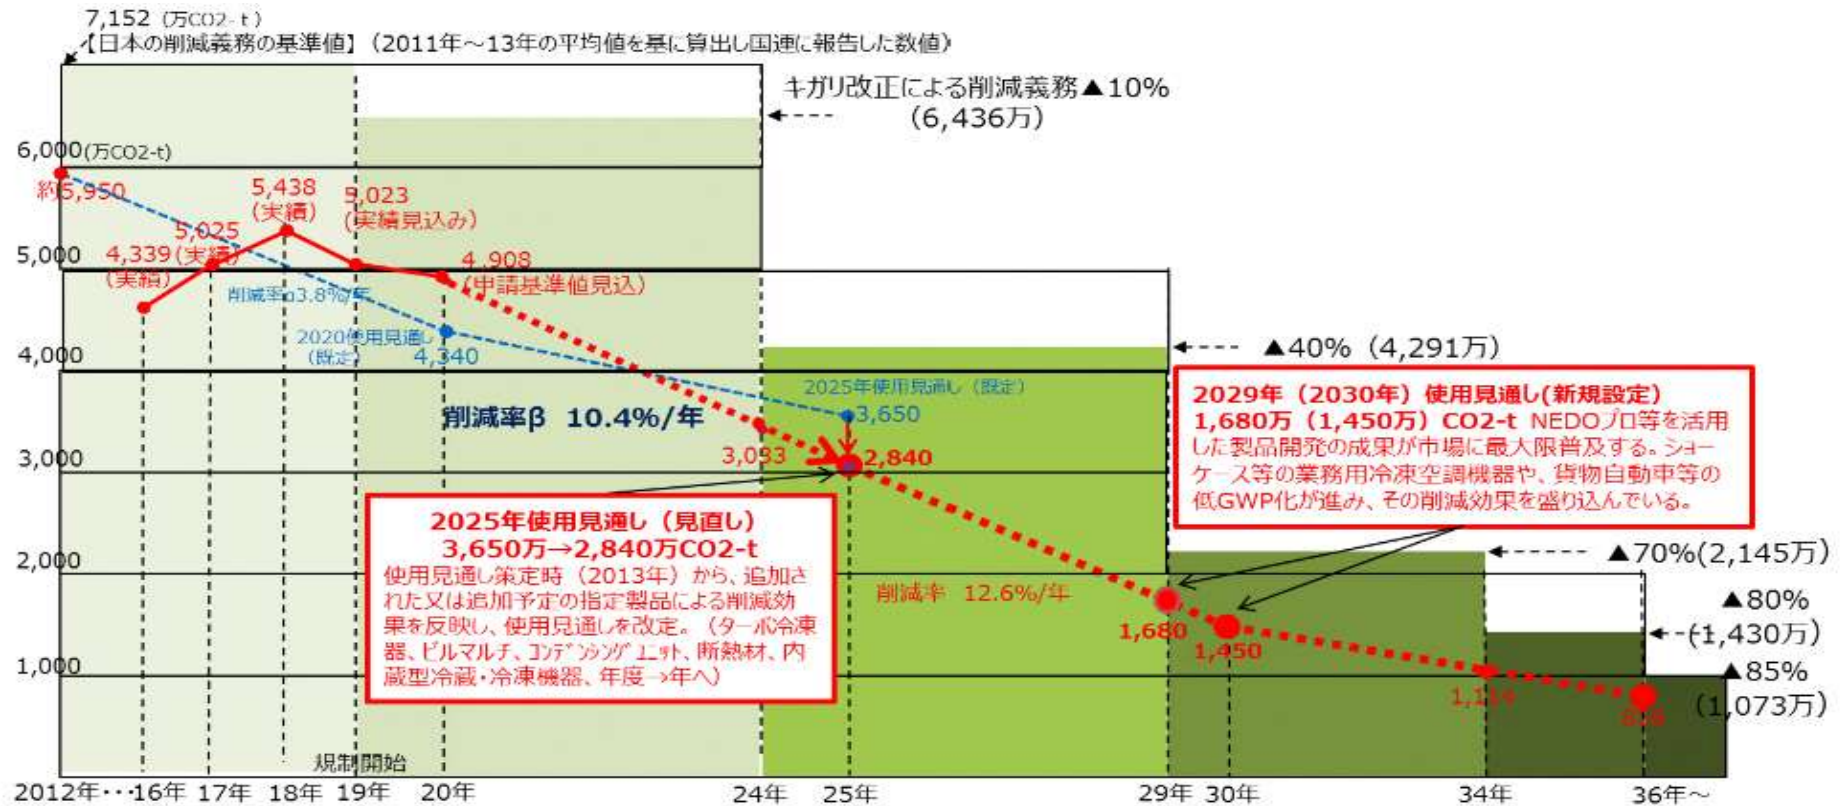 7,152（万CO2-ｔ）
【日本の削減義務の基準値】（2011年～13年の平均値を基に算出し国連に報告した数値）
キガリ改正による削減義務▲10%
（6,436万）
6,000(万CO2-t)
約5,950
5,438
(実績)
5,023
(実績見込み)
5,025
(実績)
4,339
(実績)
4,908
(申請基準値見込)
5,000
削減率α3.8%/年
2020使用見通し
（既定）
4,340
4,000
▲40%（4,291万）
2025年使用見通し（既定）
3,650
削減率β 10.4%/年
2029年（2030年）使用見通し(新規設定)
1,680万（1,450万）CO2-t NEDOプロ等を活用
した製品開発の成果が市場に最大限普及する。ショー
ケース等の業務用冷凍空調機器や、貨物自動車等の
低GWP化が進み、その削減効果を盛り込んでいる。
3,000
2,840
2025年使用見通し（見直し）
3,650万→2,840万CO2-t
使用見通し策定時（2013年）から、追加さ
れた又は追加予定の指定製品による削減効
果を反映し、使用見通しを改定。（ターボ冷凍
器、ビルマルチ、コンデンシングユニット、断熱材、内
蔵型冷蔵・冷凍機器、年度→年へ）
2,000
▲70%(2,145万)
削減率 12.6%/年
1,680
1,450
▲80%
(1,430万)
1,000
▲85%
(1,073万)
規制開始
2012年・・・16年 17年 18年 19年 20年 24年 25年 29年 30年 34年 36年～